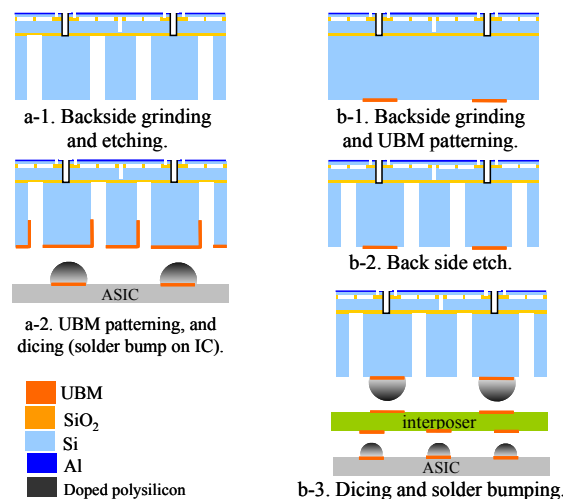 a-1. Backside grinding
and etching.
ASIC
a-2. UBM patterning, and
dicing (solder bump on IC).
UBM
SiO2
Si
Al
Doped polysilicon
b-1. Backside grinding
and UBM patterning.
b-2. Back side etch.
interposer
ASIC
b-3. Dicing and solder bumping.